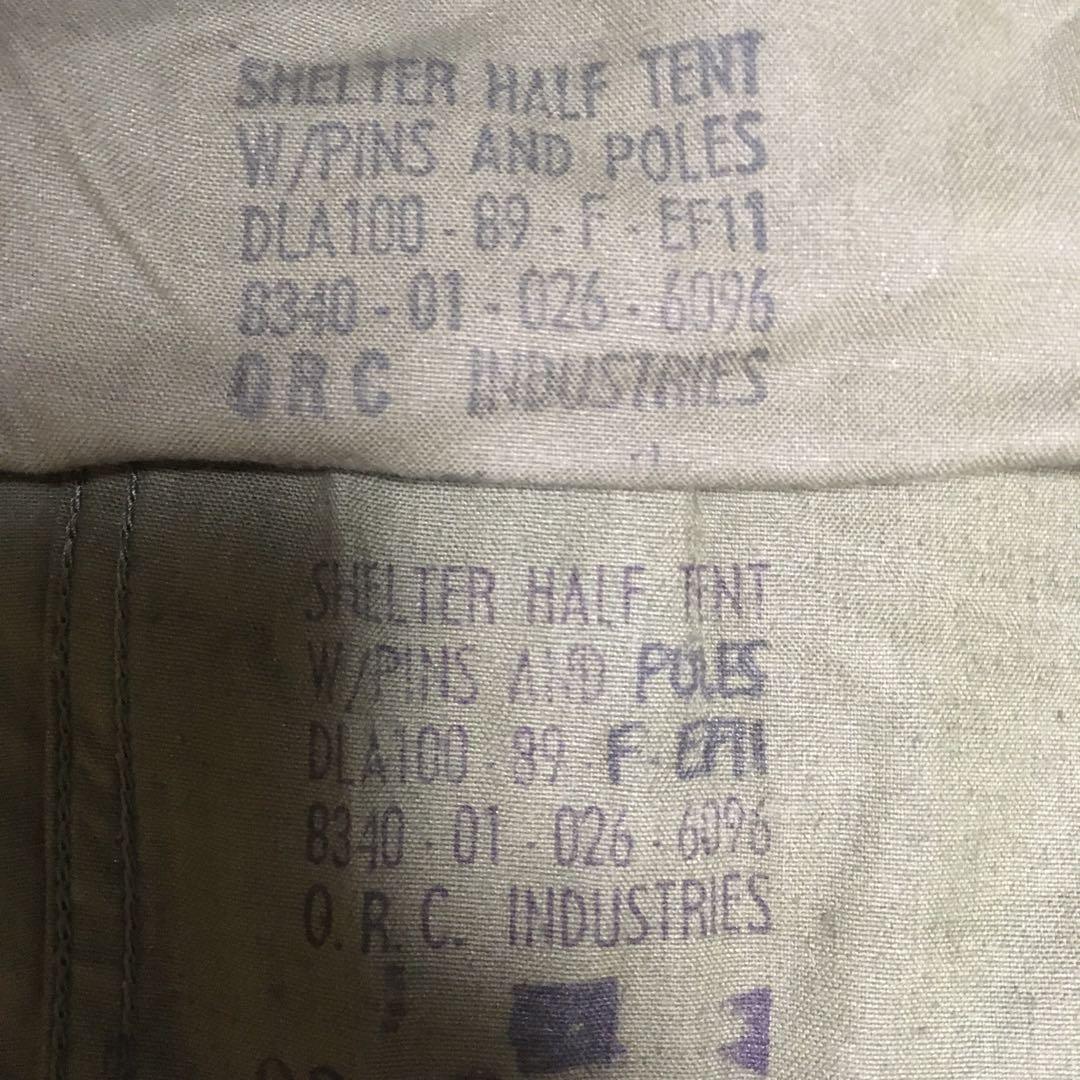 SHELTER HALF TENT
W/PINS AND POLES
DLA100-89-F-EF11
8340-01-026-6096
O R C INDUSTRIES
SHELTER HALF TENT
W/PINS AND POLES
DLA100-89-F-EF11
8340-01-026-6096
O.R.C. INDUSTRIES